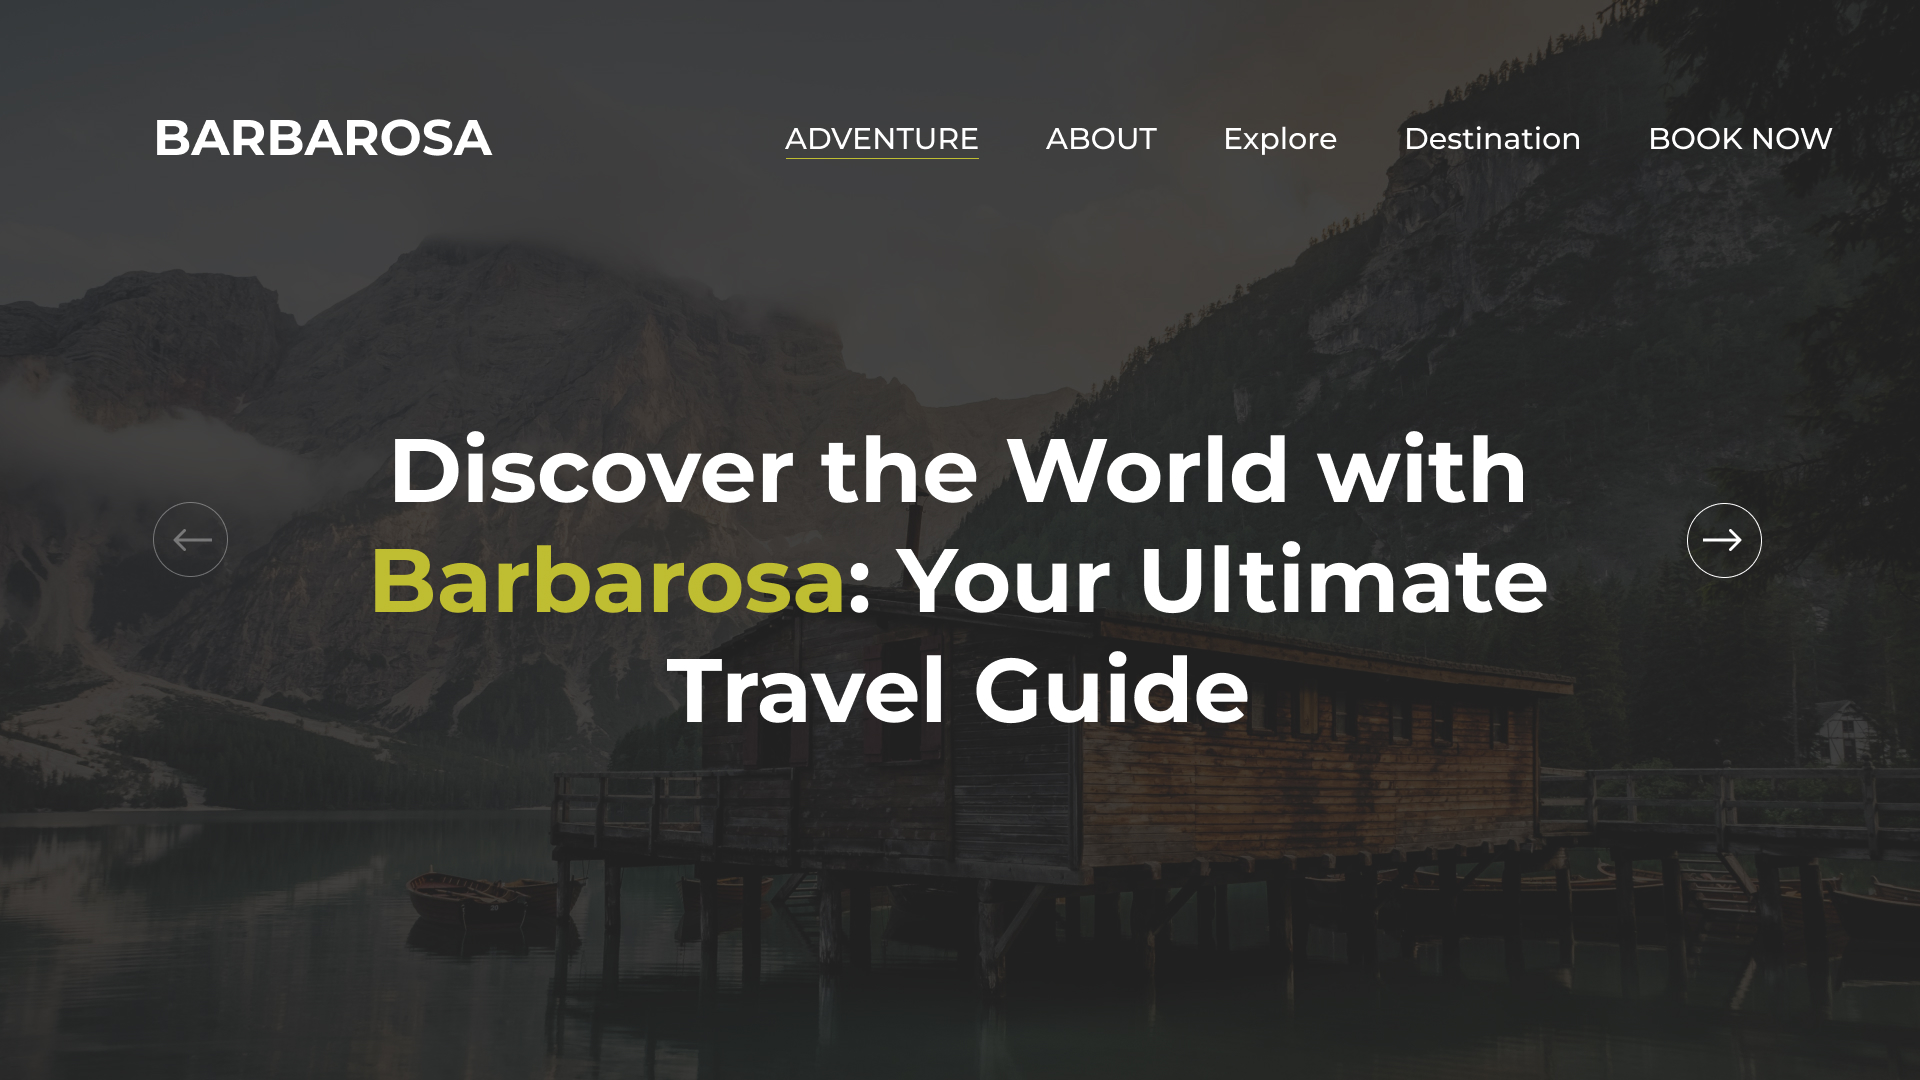 BARBAROSA
ADVENTURE ABOUT Explore Destination BOOK NOW
Discover the World with
Barbarosa: Your Ultimate
Travel Guide